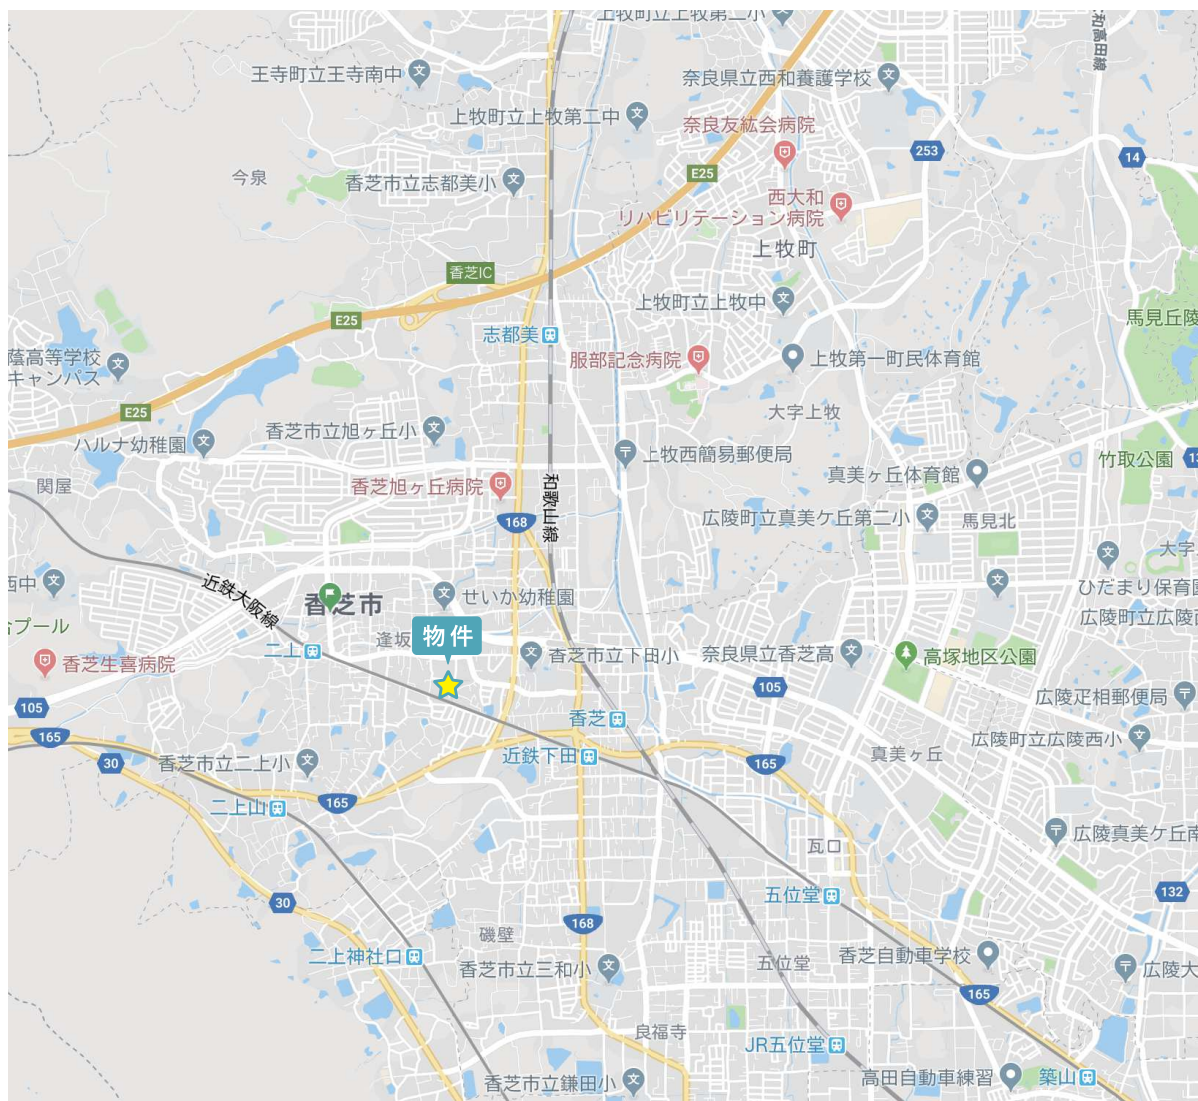 上牧町立上牧第二小
王寺町立王寺南中
奈良県立西和養護学校
大和高田線
上牧町立上牧第二中
奈良友紘会病院
253
14
今泉
香芝市立志都美小
E25
西大和
リハビリテーション病院
上牧町
香芝IC
上牧町立上牧中
E25
志都美
馬見丘陵
蔭高等学校
キャンパス
服部記念病院
上牧第一町民体育館
E25
大字上牧
ハルナ幼稚園
香芝市立旭ヶ丘小
上牧西簡易郵便局
竹取公園
関屋
香芝旭ヶ丘病院
和歌山線
真美ヶ丘体育館
168
広陵町立真美ケ丘第二小
馬見北
大字
西中
近鉄大阪線
香芝市
せいか幼稚園
ひだまり保育園
広陵町立広陵西
合プール
物件
逢坂
二上
香芝市立下田小
奈良県立香芝高
高塚地区公園
香芝生喜病院
105
105
広陵疋相郵便局
165
香芝
30
香芝市立二上小
近鉄下田
165
真美ヶ丘
広陵町立広陵西小
二上山
165
瓦口
広陵真美ケ丘南
30
168
五位堂
132
磯壁
二上神社口
香芝市立三和小
五位堂
香芝自動車学校
広陵大
165
良福寺
JR五位堂
香芝市立鎌田小
高田自動車練習
築山